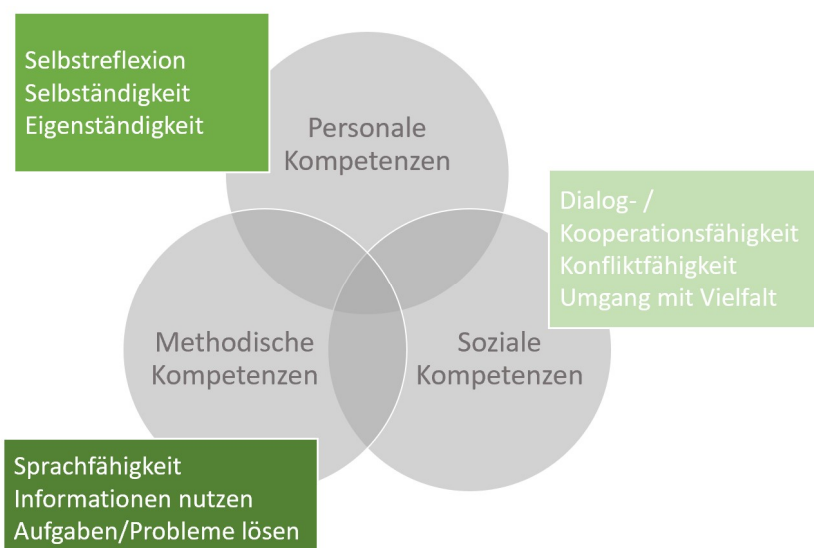 Selbstreflexion
Selbständigkeit
Eigenständigkeit
Personale
Kompetenzen
Dialog- /
Kooperationsfähigkeit
Konfliktfähigkeit
Umgang mit Vielfalt
Methodische
Kompetenzen
Soziale
Kompetenzen
Sprachfähigkeit
Informationen nutzen
Aufgaben/Probleme lösen